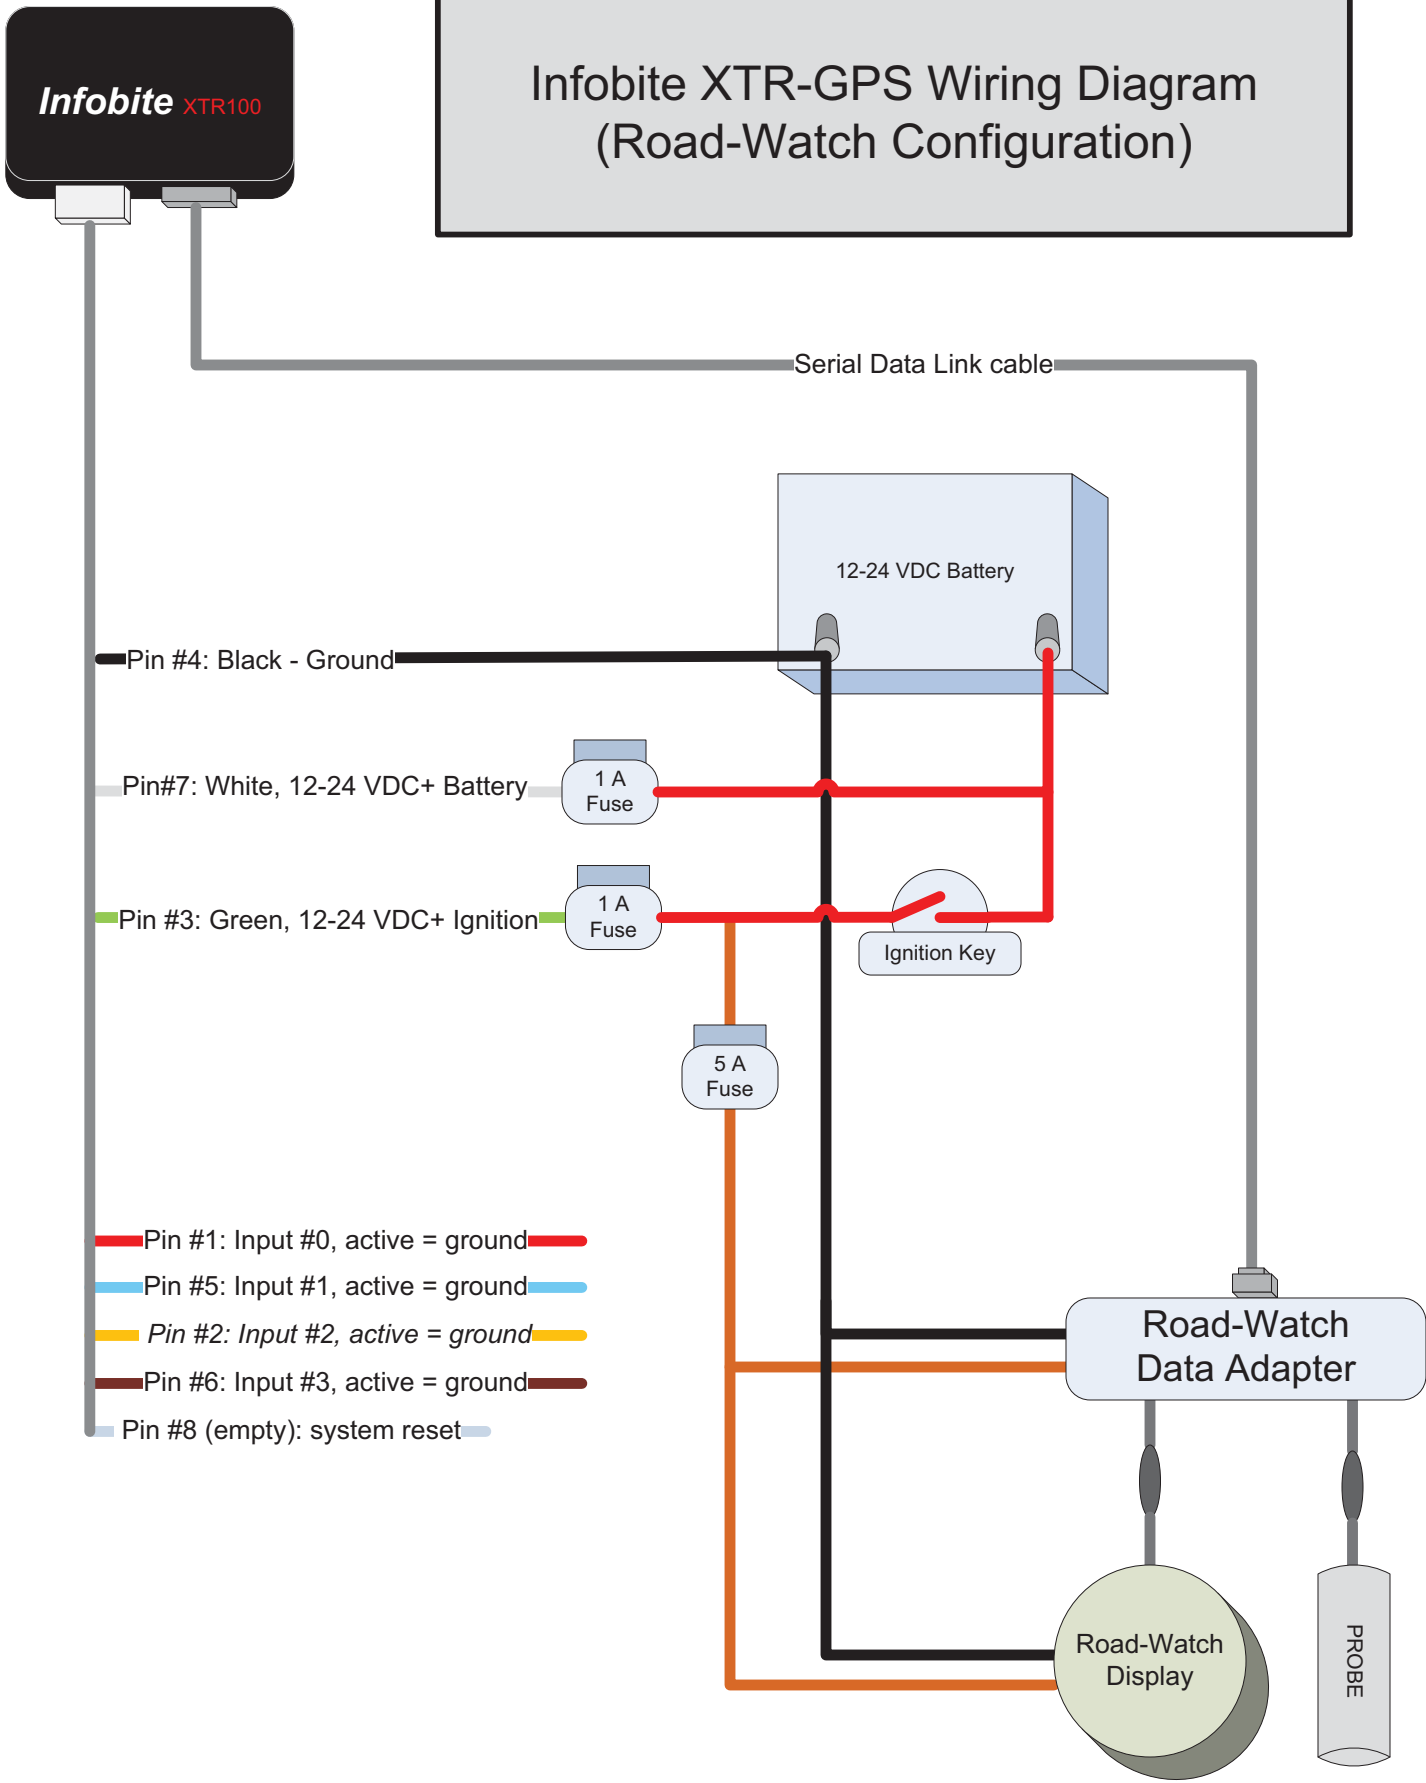 Infobite XTR100
Infobite XTR-GPS Wiring Diagram
(Road-Watch Configuration)
Serial Data Link cable
12-24 VDC Battery
Pin #4: Black - Ground
Pin#7: White, 12-24 VDC+ Battery
1 A
Fuse
Pin #3: Green, 12-24 VDC+ Ignition
1 A
Fuse
Ignition Key
5 A
Fuse
Pin #1: Input #0, active = ground
Pin #5: Input #1, active = ground
Pin #2: Input #2, active = ground
Pin #6: Input #3, active = ground
Pin #8 (empty): system reset
Road-Watch
Data Adapter
Road-Watch
Display
PROBE